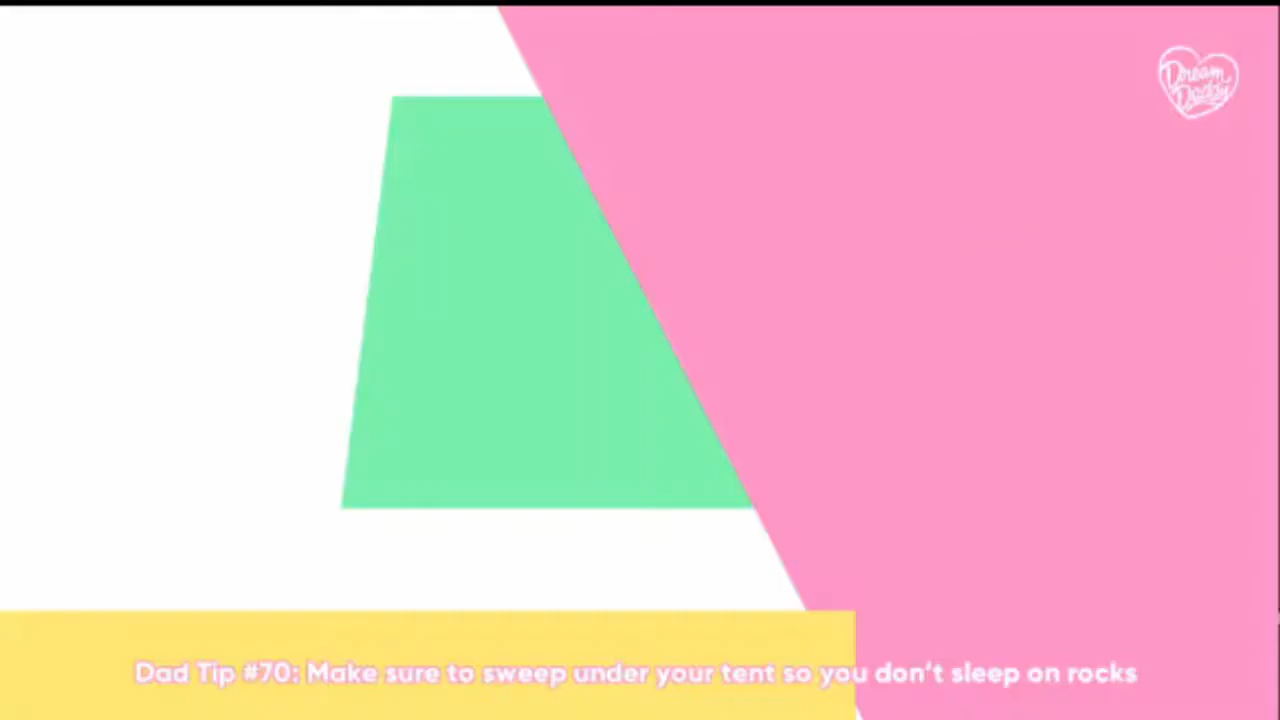 Dream
Daddy
Dad Tip #70: Make sure to sweep under your tent so you don't sleep on rocks